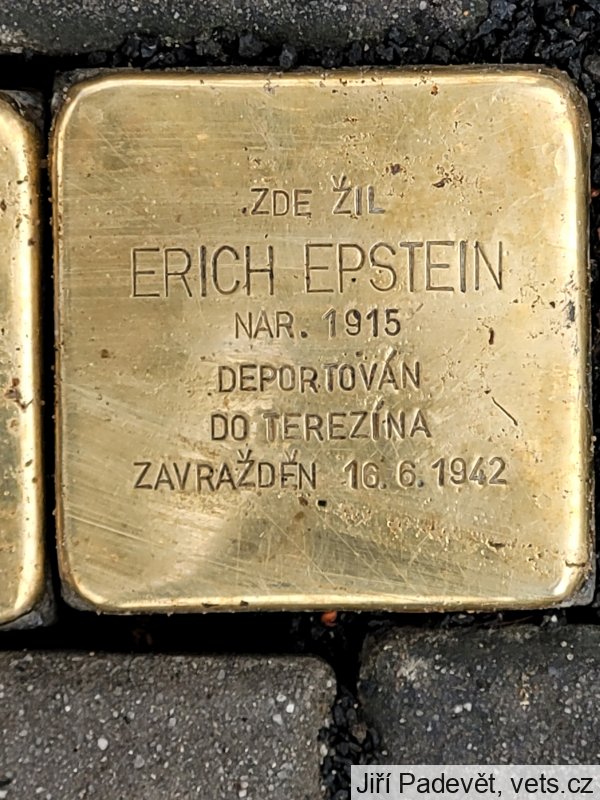 ZDE ŽIL
ERICH EPSTEIN
NAR. 1915
DEPORTOVÁN
DO TEREZÍNA
ZAVRAŽDĚN 16.6.1942
Jiří Padevět, vets.cz